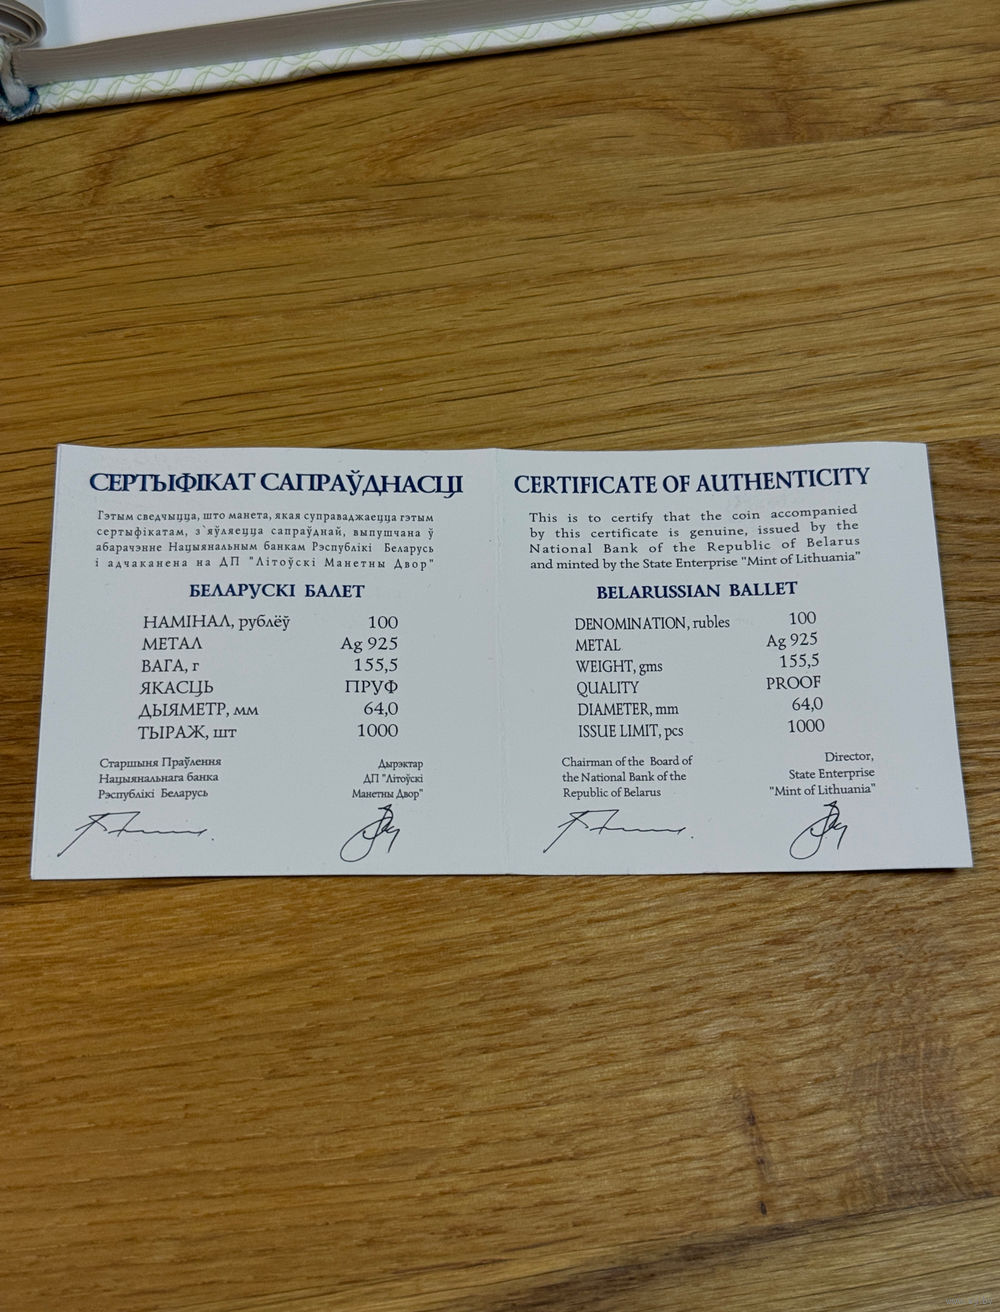 СЕРТЫФІКАТ САПРАЎДНАСЦІ
Гэтым сведчыцца, што манета, якая суправаджаецца гэтым
сертыфікатам, з`яўляецца сапраўднай, выпушчана ў
абарачэнне Нацыянальным банкам Рэспублікі Беларусь
і адчаканена на ДП "Літоўскі Манетны Двор"
БЕЛАРУСКІ БАЛЕТ
НАМІНАЛ, рублёў 100
МЕТАЛ Ag 925
ВАГА, г 155,5
ЯКАСЦЬ ПРУФ
ДЫЯМЕТР, мм 64,0
ТЫРАЖ, шт 1000
Старшыня Праўлення
Нацыянальнага банка
Рэспублікі Беларусь
Дырэктар
ДП "Літоўскі
Манетны Двор"
CERTIFICATE OF AUTHENTICITY
This is to certify that the coin accompanied
by this certificate is genuine, issued by the
National Bank of the Republic of Belarus
and minted by the State Enterprise "Mint of Lithuania"
BELARUSSIAN BALLET
DENOMINATION, rubles 100
METAL Ag 925
WEIGHT, gms 155,5
QUALITY PROOF
DIAMETER, mm 64,0
ISSUE LIMIT, pcs 1000
Chairman of the Board of
the National Bank of the
Republic of Belarus
Director,
State Enterprise
"Mint of Lithuania"